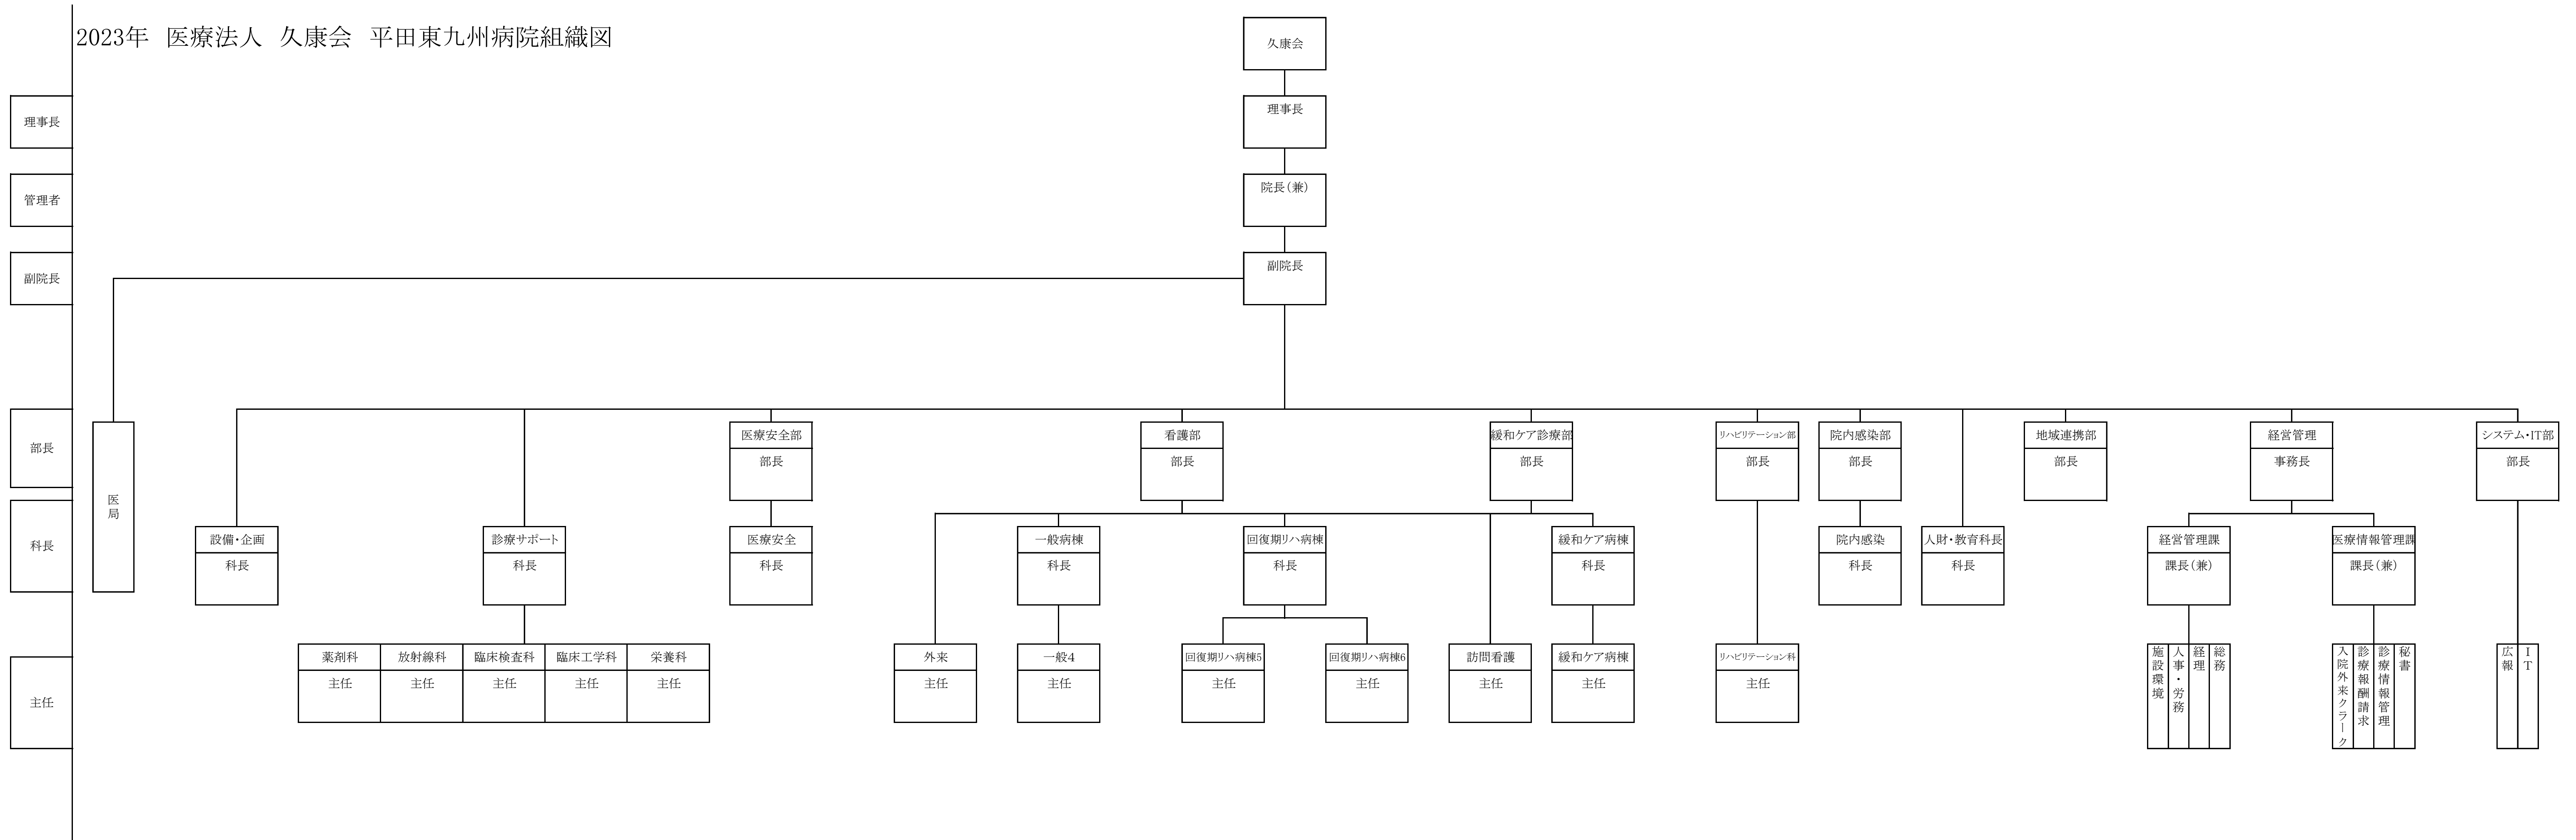 2023年　医療法人　久康会　平田東九州病院組織図
久康会
理事長
理事長
管理者
院長（兼）
副院長
副院長
部長
科長
主任
医局
医療安全部
部長
看護部
部長
緩和ケア診療部
部長
リハビリテーション部
部長
院内感染部
部長
地域連携部
部長
経営管理
事務長
システム・IT部
部長
設備・企画
科長
診療サポート
科長
医療安全
科長
一般病棟
科長
回復期リハ病棟
科長
緩和ケア病棟
科長
院内感染
科長
人財・教育科長
科長
経営管理課
課長（兼）
医療情報管理課
課長（兼）
薬剤科
主任
放射線科
主任
臨床検査科
主任
臨床工学科
主任
栄養科
主任
外来
主任
一般4
主任
回復期リハ病棟5
主任
回復期リハ病棟6
主任
訪問看護
主任
緩和ケア病棟
主任
リハビリテーション科
主任
施設環境
人事・労務
経理
総務
入院外来クラーク
診療報酬請求
診療情報管理
秘書
広報
IT